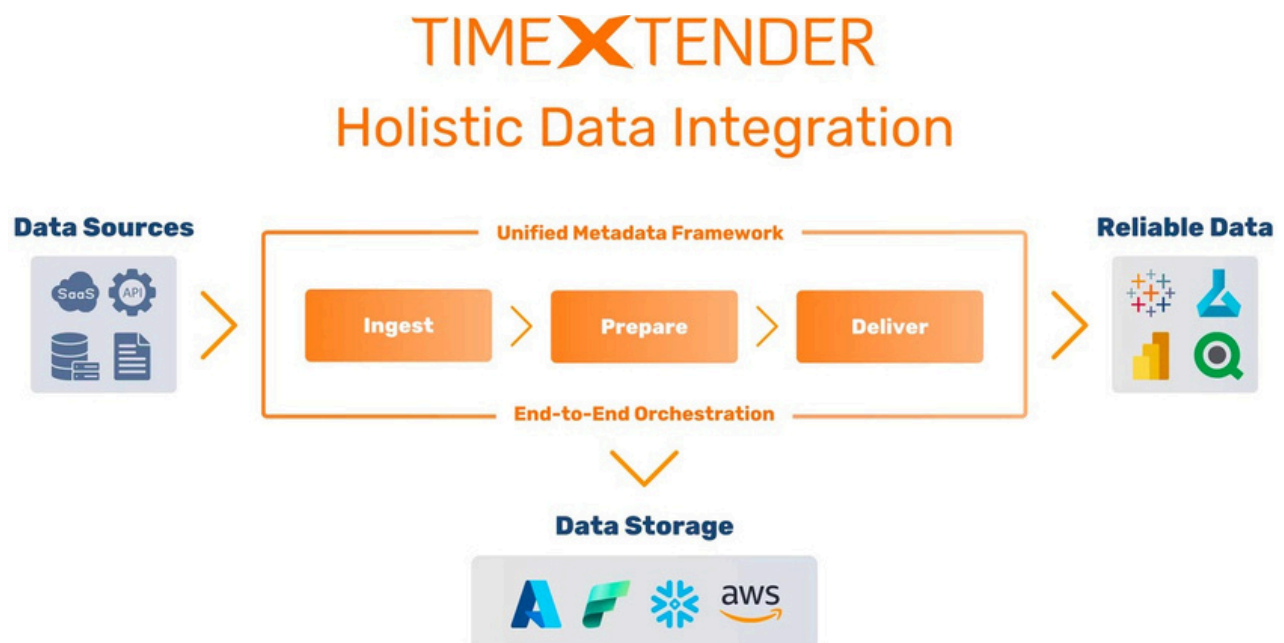 TIMEXTENDER
Holistic Data Integration
Data Sources
SaaS
API
Unified Metadata Framework
Ingest
Prepare
Deliver
End-to-End Orchestration
Reliable Data
Data Storage
aws